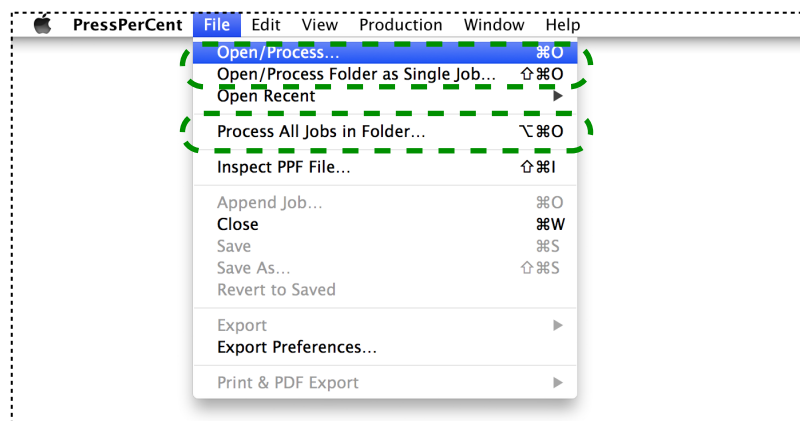 PressPerCent File Edit View Production Window Help
Open/Process... ⌘O
Open/Process Folder as Single Job... ⇧⌘O
Open Recent ▶
Process All Jobs in Folder... ⌥⌘O
Inspect PPF File... ⇧⌘I
Append Job... ⌘O
Close ⌘W
Save ⌘S
Save As... ⇧⌘S
Revert to Saved
Export ▶
Export Preferences...
Print & PDF Export ▶